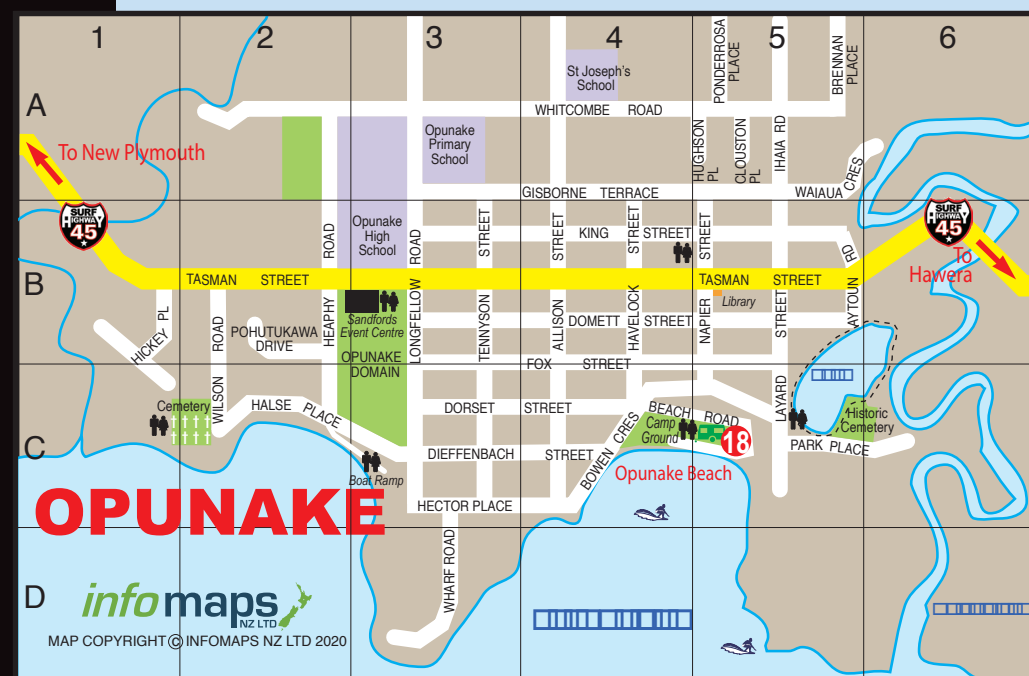 1
2
3
4
5
6
A
B
C
D
St Joseph's
School
PONDERROSA
PLACE
BRENNAN
PLACE
WHITCOMBE ROAD
Opunake
Primary
School
HUGHSON
PL
CLOUSTON
PL
IHAIA RD
To New Plymouth
GISBORNE TERRACE
WAIAUA
CRES
SURF
HIGHWAY
45
SURF
HIGHWAY
45
Opunake
High
School
KING STREET
To
Hawera
TASMAN STREET
TASMAN STREET
HEAPHY ROAD
LONGFELLOW ROAD
TENNYSON STREET
ALLISON STREET
HAVELOCK STREET
NAPIER STREET
LAYARD STREET
AYTOUN RD
Library
Sandfords
Event Centre
DOMETT STREET
HICKEY PL
WILSON ROAD
POHUTUKAWA
DRIVE
OPUNAKE
DOMAIN
FOX STREET
Cemetery
HALSE PLACE
DORSET STREET
BEACH ROAD
Camp
Ground
18
Historic
Cemetery
PARK PLACE
DIEFFENBACH STREET
BOWEN CRES
Opunake Beach
Boat Ramp
OPUNAKE
HECTOR PLACE
WHARF ROAD
infomaps
NZ LTD
MAP COPYRIGHT © INFOMAPS NZ LTD 2020